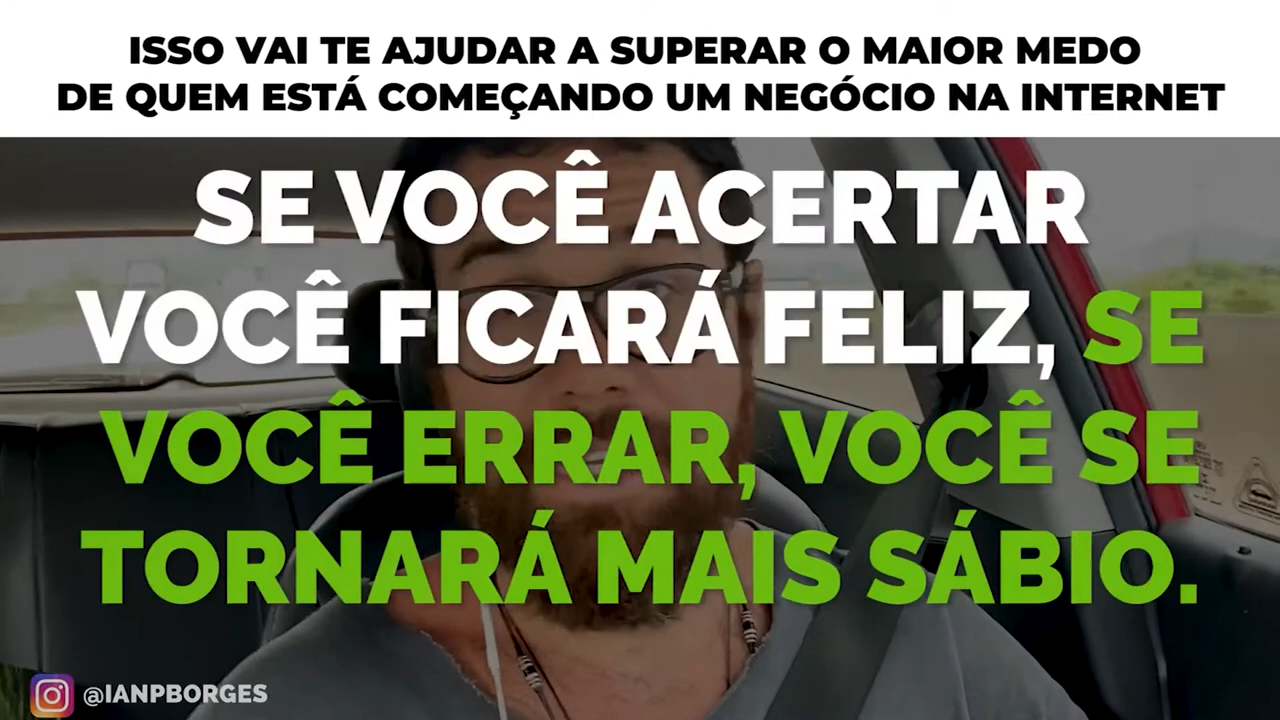 ISSO VAI TE AJUDAR A SUPERAR O MAIOR MEDO
DE QUEM ESTÁ COMEÇANDO UM NEGÓCIO NA INTERNET
SE VOCÊ ACERTAR
VOCÊ FICARÁ FELIZ, SE
VOCÊ ERRAR, VOCÊ SE
TORNARÁ MAIS SÁBIO.
@IANPBORGES